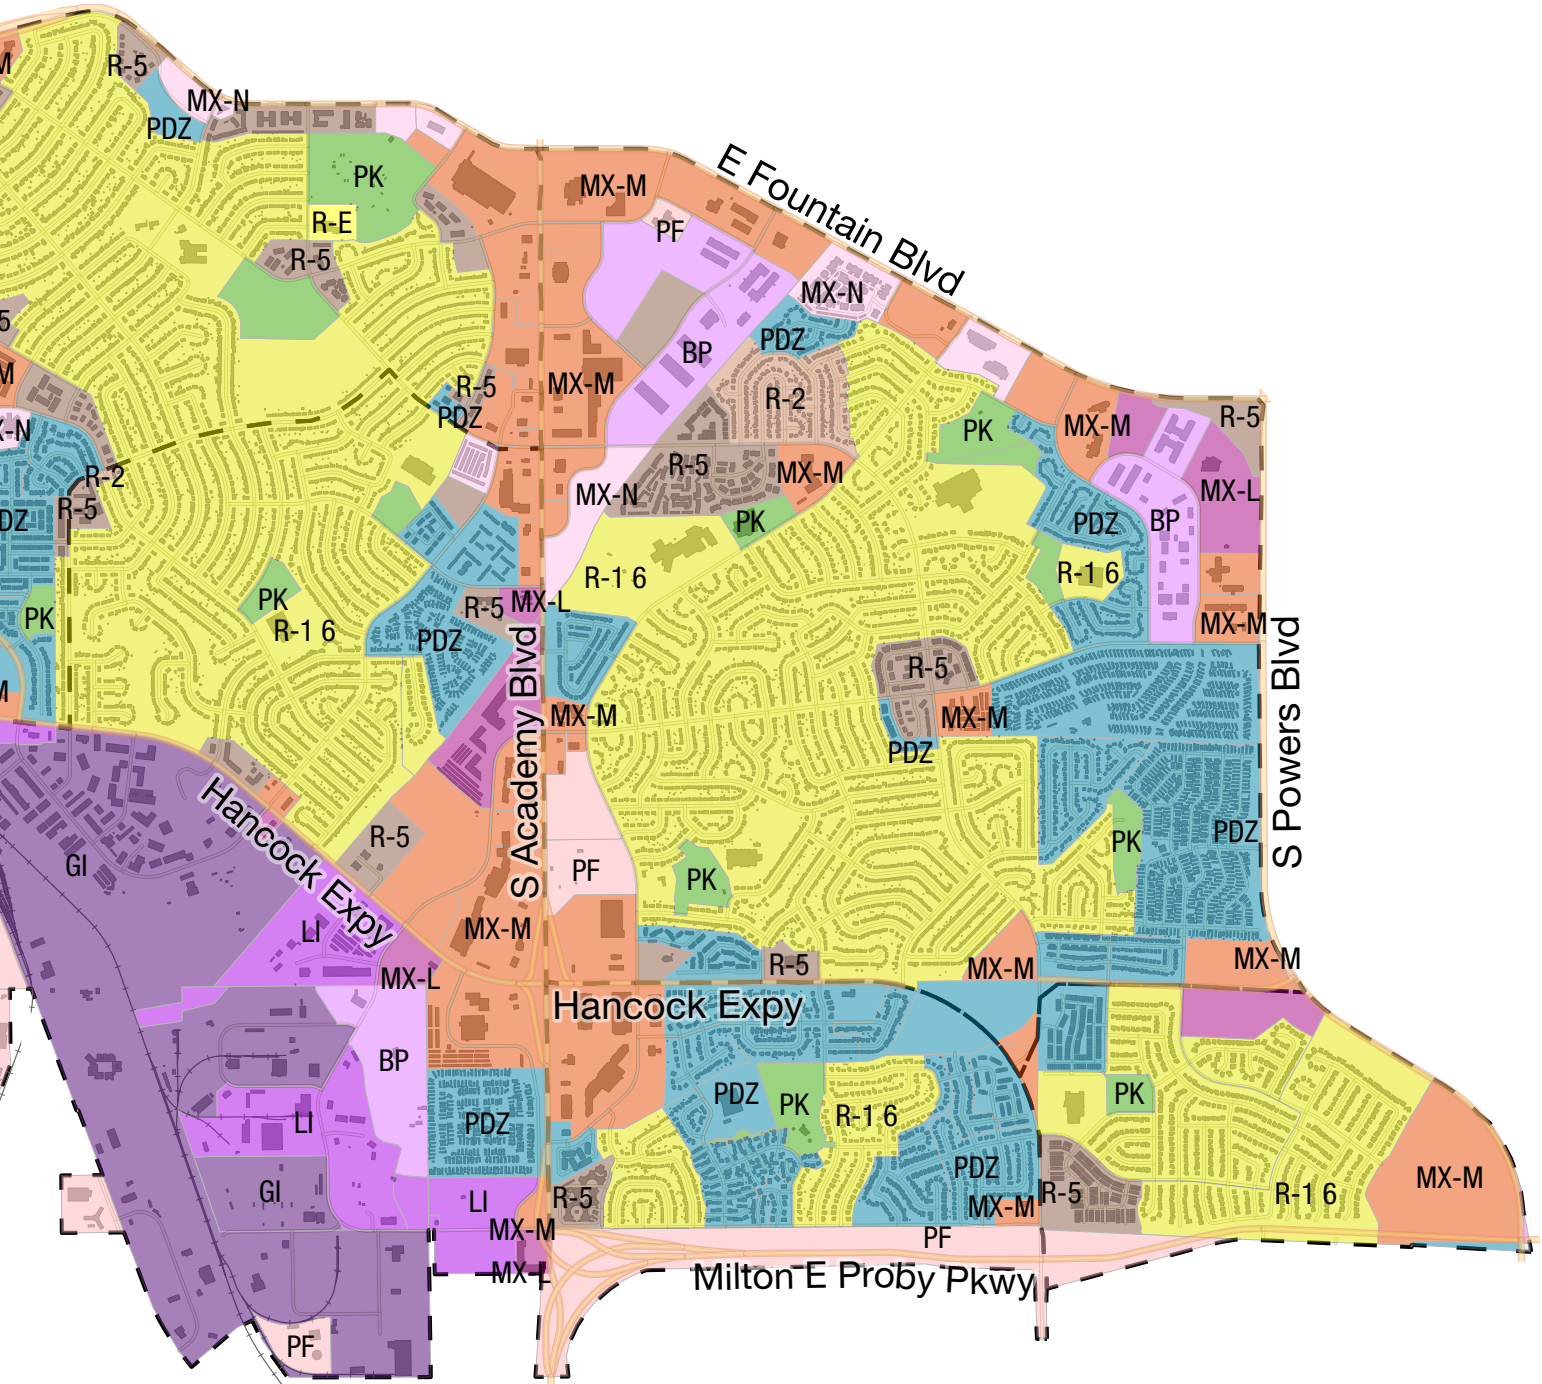 M
R-5
MX-N
PDZ
E Fountain Blvd
PK
MX-M
R-E
PF
R-5
MX-N
5
PDZ
BP
M
R-5
MX-M
R-2
PDZ
R-5
X-N
PK
MX-M
R-5
MX-M
R-2
MX-N
MX-L
R-5
DZ
PK
PDZ
BP
R-1 6
R-1 6
PK
R-5
MX-L
PK
R-1 6
MX-M
PDZ
S Powers Blvd
R-5
M
MX-M
MX-M
S Academy Blvd
PDZ
Hancock Expy
R-5
PDZ
PK
GI
PF
PK
LI
MX-M
R-5
MX-M
MX-M
MX-L
Hancock Expy
BP
PDZ
PK
PK
R-1 6
LI
PDZ
PDZ
GI
LI
R-5
MX-M
R-5
R-1 6
MX-M
MX-M
PF
MX-L
Milton E Proby Pkwy
PF